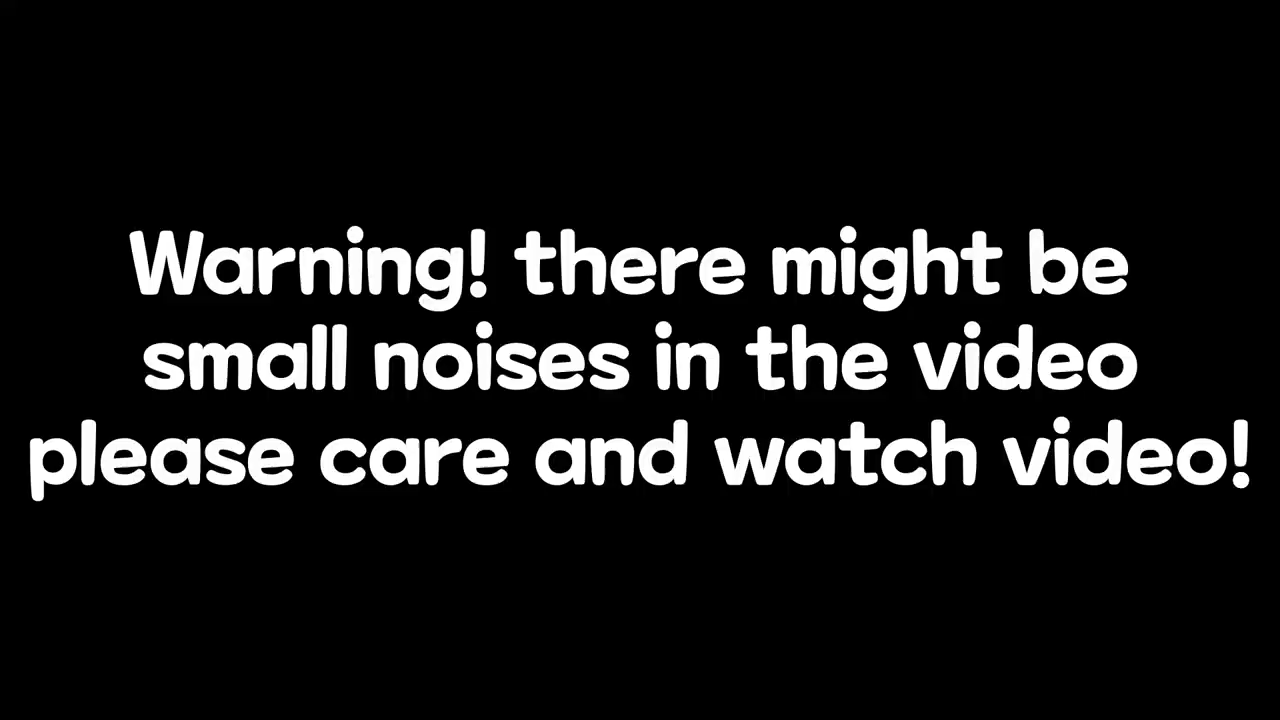 Warning! there might be
small noises in the video
please care and watch video!